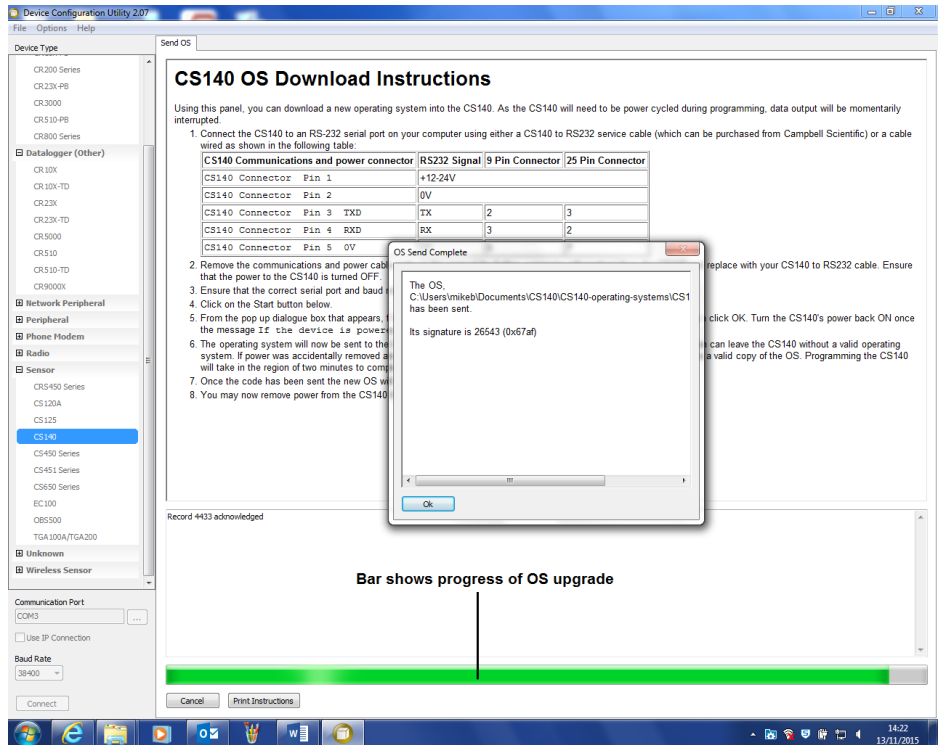 Device Configuration Utility 2.07
File Options Help
Device Type
CR200 Series
CR23X-PB
CR3000
CR510-PB
CR800 Series
Datalogger (Other)
CR10X
CR10X-TD
CR23X
CR23X-TD
CR5000
CR510
CR510-TD
CR9000X
Network Peripheral
Peripheral
Phone Modem
Radio
Sensor
CRS450 Series
CS120A
CS125
CS140
CS450 Series
CS451 Series
CS650 Series
EC100
OBS500
TGA100A/TGA200
Unknown
Wireless Sensor
Communication Port
COM3
...
Use IP Connection
Baud Rate
38400
Connect
Send OS
CS140 OS Download Instructions
Using this panel, you can download a new operating system into the CS140. As the CS140 will need to be power cycled during programming, data output will be momentarily
interrupted.
1. Connect the CS140 to an RS-232 serial port on your computer using either a CS140 to RS232 service cable (which can be purchased from Campbell Scientific) or a cable
wired as shown in the following table:
CS140 Communications and power connector RS232 Signal 9 Pin Connector 25 Pin Connector
CS140 Connector Pin 1 +12-24V
CS140 Connector Pin 2 0V
CS140 Connector Pin 3 TXD TX 2 3
CS140 Connector Pin 4 RXD RX 3 2
CS140 Connector Pin 5 0V
2. Remove the communications and power cabl replace with your CS140 to RS232 cable. Ensure
that the power to the CS140 is turned OFF.
3. Ensure that the correct serial port and baud
4. Click on the Start button below.
5. From the pop up dialogue box that appears, click OK. Turn the CS140's power back ON once
the message If the device is power
6. The operating system will now be sent to the can leave the CS140 without a valid operating
system. If power was accidentally removed a a valid copy of the OS. Programming the CS140
will take in the region of two minutes to comp
7. Once the code has been sent the new OS wi
8. You may now remove power from the CS140
OS Send Complete
The OS,
C:\Users\mikeb\Documents\CS140\CS140-operating-systems\CS1
has been sent.
Its signature is 26543 (0x67af)
Ok
Record 4433 acknowledged
Bar shows progress of OS upgrade
Cancel Print Instructions
14:22
13/11/2015